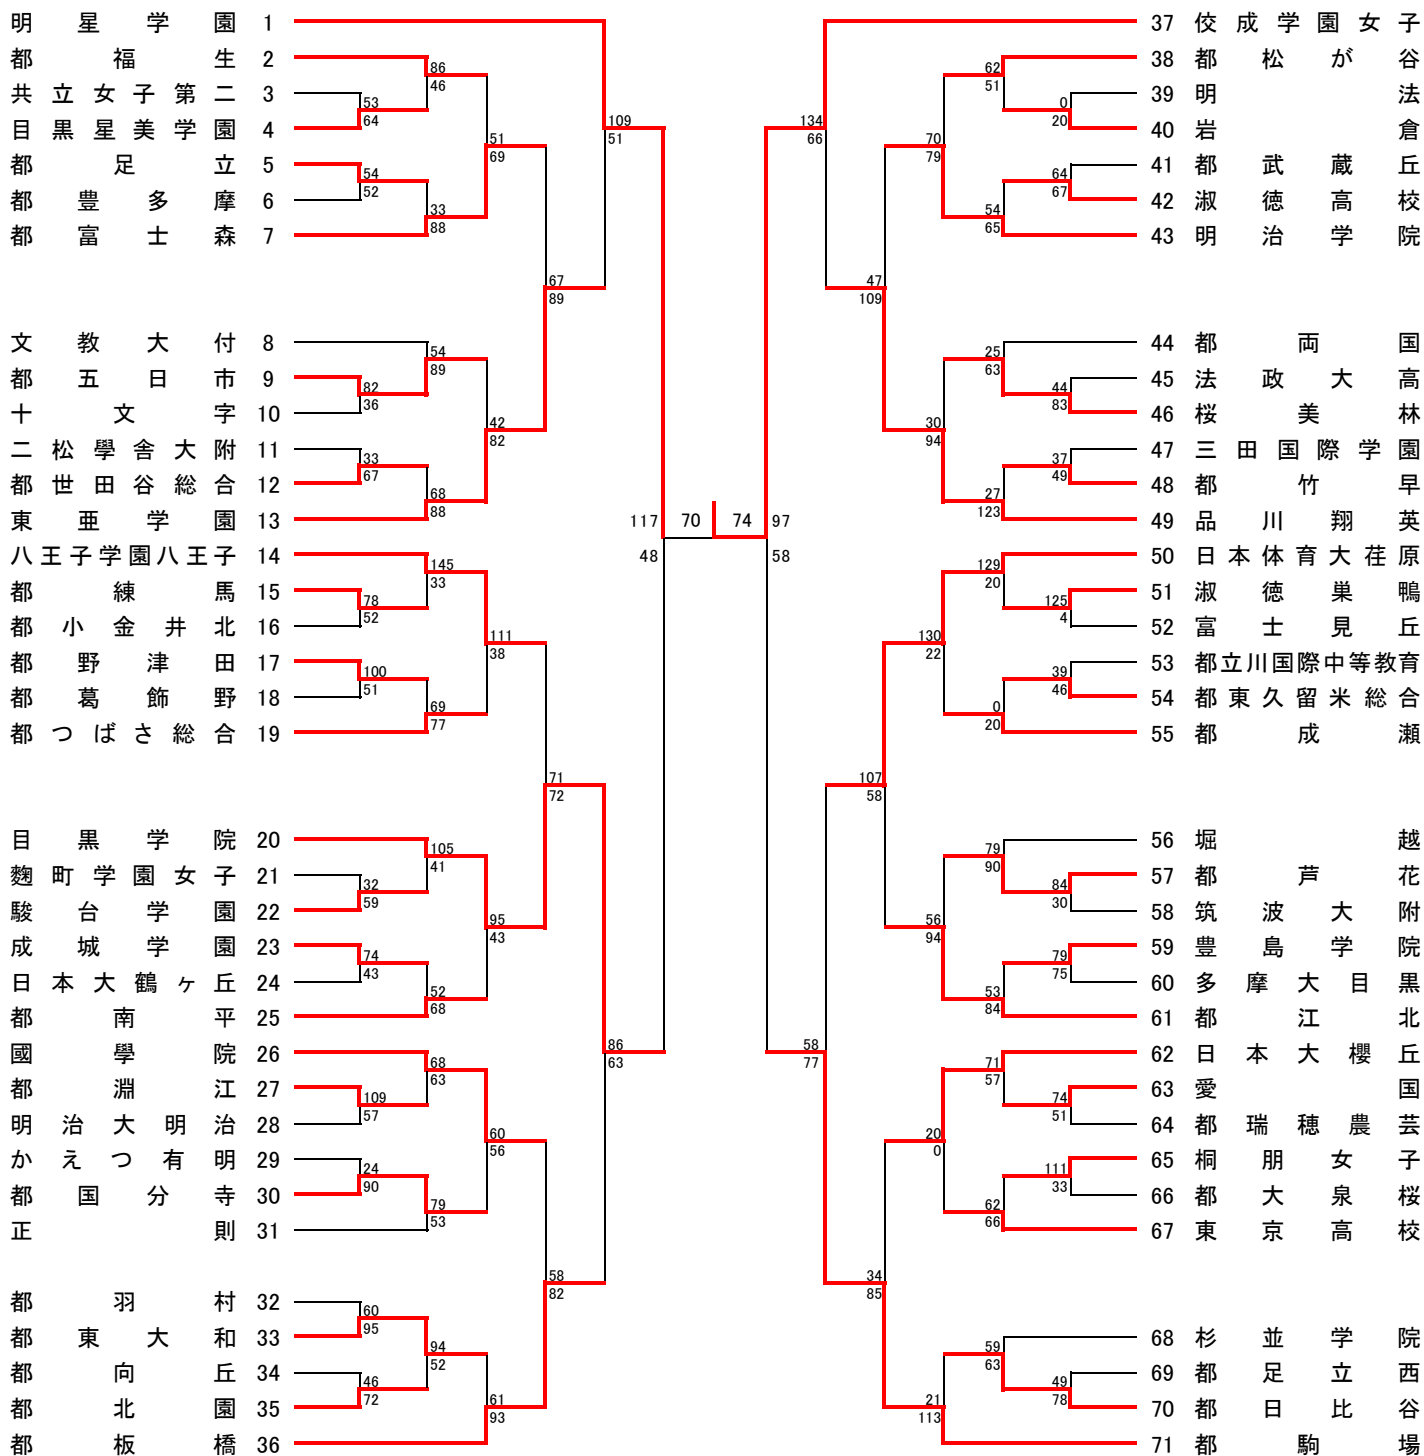 明星学園 1
都福生 2
共立女子第二 3
目黒星美学園 4
都足立 5
都豊多摩 6
都富士森 7
文教大付 8
都五日市 9
十文字 10
二松學舎大附 11
都世田谷総合 12
東亜学園 13
八王子学園八王子 14
都練馬 15
都小金井北 16
都野津田 17
都葛飾野 18
都つばさ総合 19
目黒学院 20
麴町学園女子 21
駿台学園 22
成城学園 23
日本大鶴ヶ丘 24
都南平 25
國學院 26
都淵江 27
明治大明治 28
かえつ有明 29
都国分寺 30
正則 31
都羽村 32
都東大和 33
都向丘 34
都北園 35
都板橋 36
86
46
53
64
51
69
54
52
33
88
109
51
67
89
54
89
82
36
42
82
33
67
68
88
145
33
78
52
111
38
100
51
69
77
71
72
105
41
32
59
95
43
74
43
52
68
86
63
68
63
109
57
60
56
24
90
79
53
58
82
60
95
94
52
46
72
61
93
117
48
70
74
97
58
134
66
62
51
0
20
70
79
64
67
54
65
47
109
25
63
44
83
30
94
37
49
27
123
129
20
125
4
130
22
39
46
0
20
107
58
79
90
84
30
56
94
79
75
53
84
58
77
71
57
74
51
20
0
111
33
62
66
34
85
59
63
49
78
21
113
37 佼成学園女子
38 都松が谷
39 明法
40 岩倉
41 都武蔵丘
42 淑徳高校
43 明治学院
44 都両国
45 法政大高
46 桜美林
47 三田国際学園
48 都竹早
49 品川翔英
50 日本体育大荏原
51 淑徳巣鴨
52 富士見丘
53 都立川国際中等教育
54 都東久留米総合
55 都成瀬
56 堀越
57 都芦花
58 筑波大附
59 豊島学院
60 多摩大目黒
61 都江北
62 日本大櫻丘
63 愛国
64 都瑞穂農芸
65 桐朋女子
66 都大泉桜
67 東京高校
68 杉並学院
69 都足立西
70 都日比谷
71 都駒場